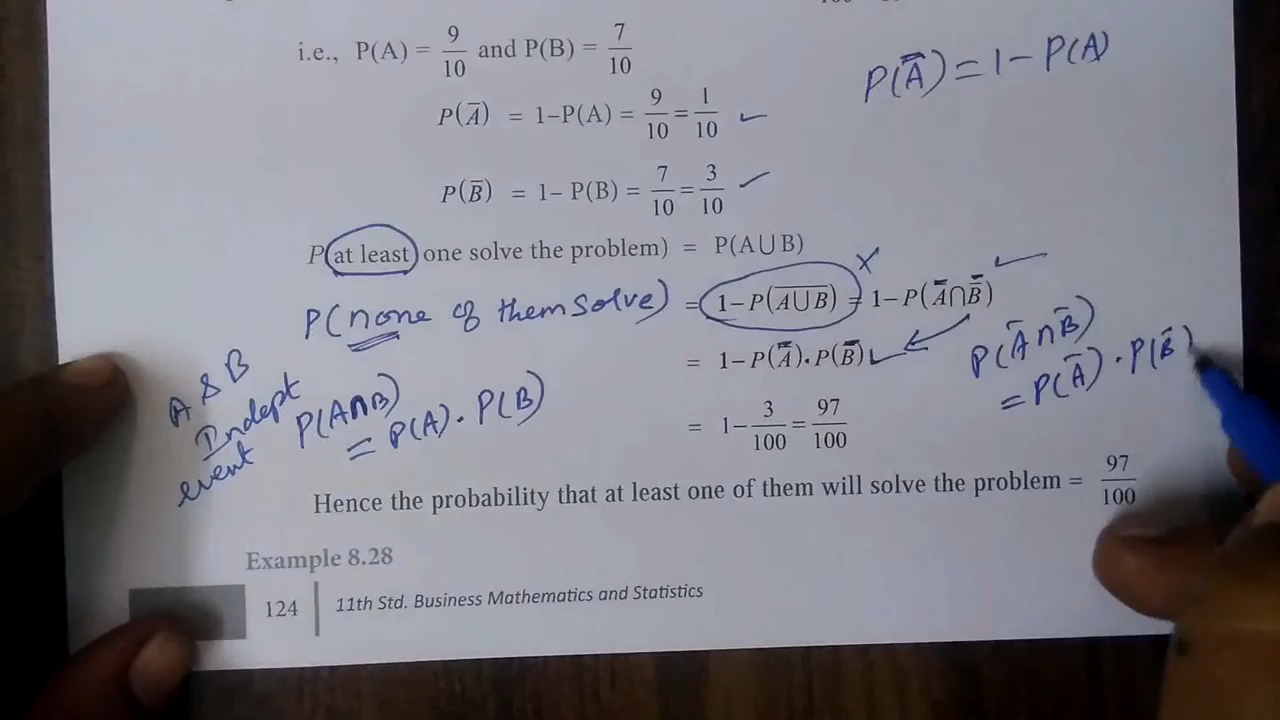 i.e., P(A) = 9/10 and P(B) = 7/10
P(A̅) = 1–P(A) = 9/10 = 1/10 ✓
P(A̅) = 1 – P(A)
P(B̅) = 1– P(B) = 7/10 = 3/10 ✓
P(at least one solve the problem) = P(A∪B)
P(none of them solve) = 1–P(A∪B)‾ = 1–P(A̅∩B̅)
= 1–P(A̅)·P(B̅) ✓
P(A̅∩B̅)
= P(A̅) · P(B̅)
A & B
Indept
event
P(A∩B)
= P(A) · P(B)
= 1– 3/100 = 97/100
Hence the probability that at least one of them will solve the problem = 97/100
Example 8.28
124 11th Std. Business Mathematics and Statistics